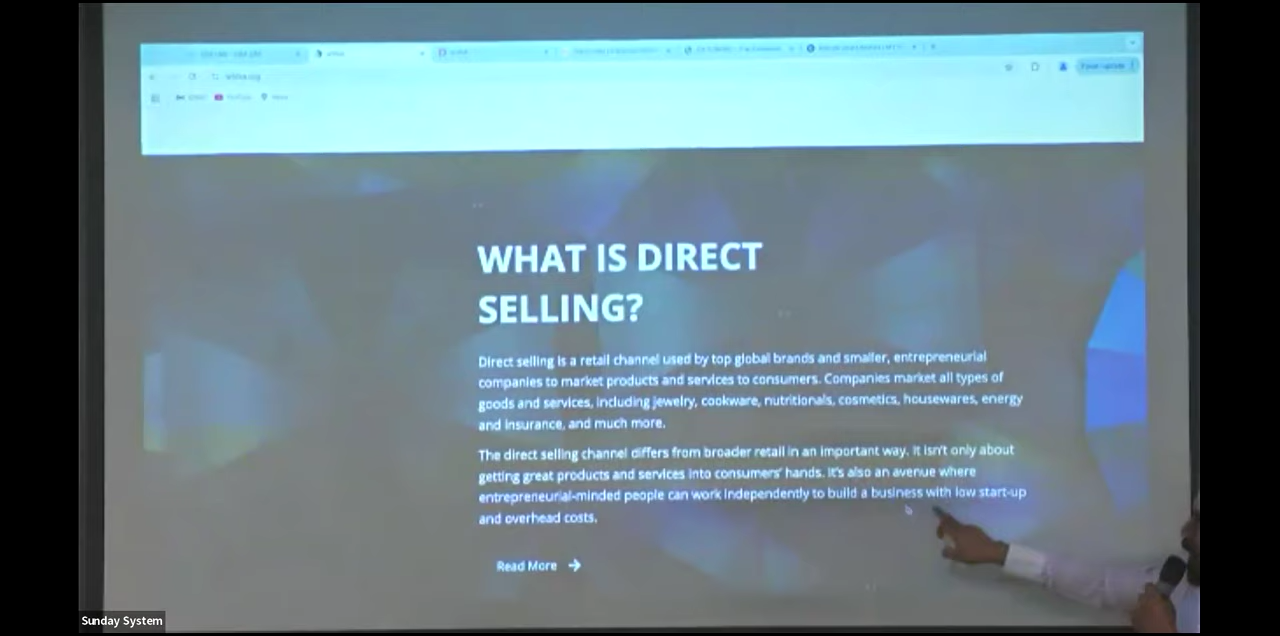 YouTube
WHAT IS DIRECT
SELLING?
Direct selling is a retail channel used by top global brands and smaller, entrepreneurial
companies to market products and services to consumers. Companies market all types of
goods and services, including jewelry, cookware, nutritionals, cosmetics, housewares, energy
and insurance, and much more.
The direct selling channel differs from broader retail in an important way. It isn't only about
getting great products and services into consumers' hands. It's also an avenue where
entrepreneurial-minded people can work independently to build a business with low start-up
and overhead costs.
Read More
Sunday System